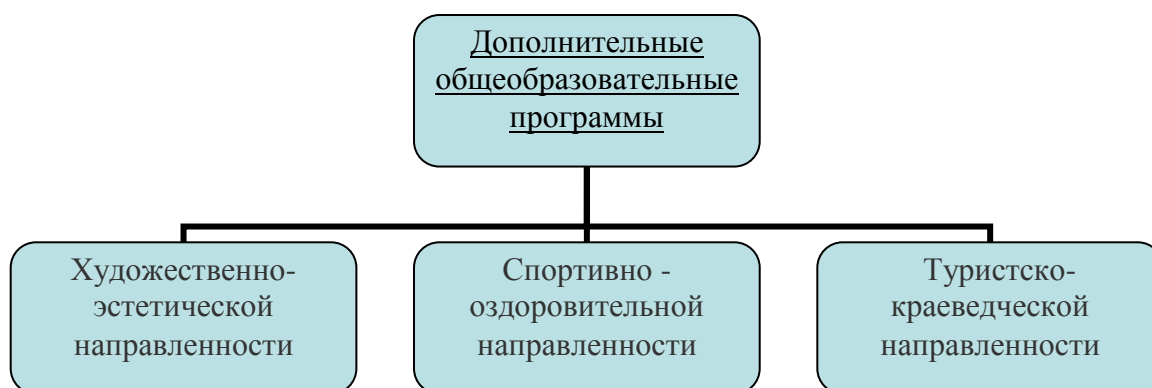 Дополнительные
общеобразовательные
программы
Художественно-
эстетической
направленности
Спортивно -
оздоровительной
направленности
Туристско-
краеведческой
направленности